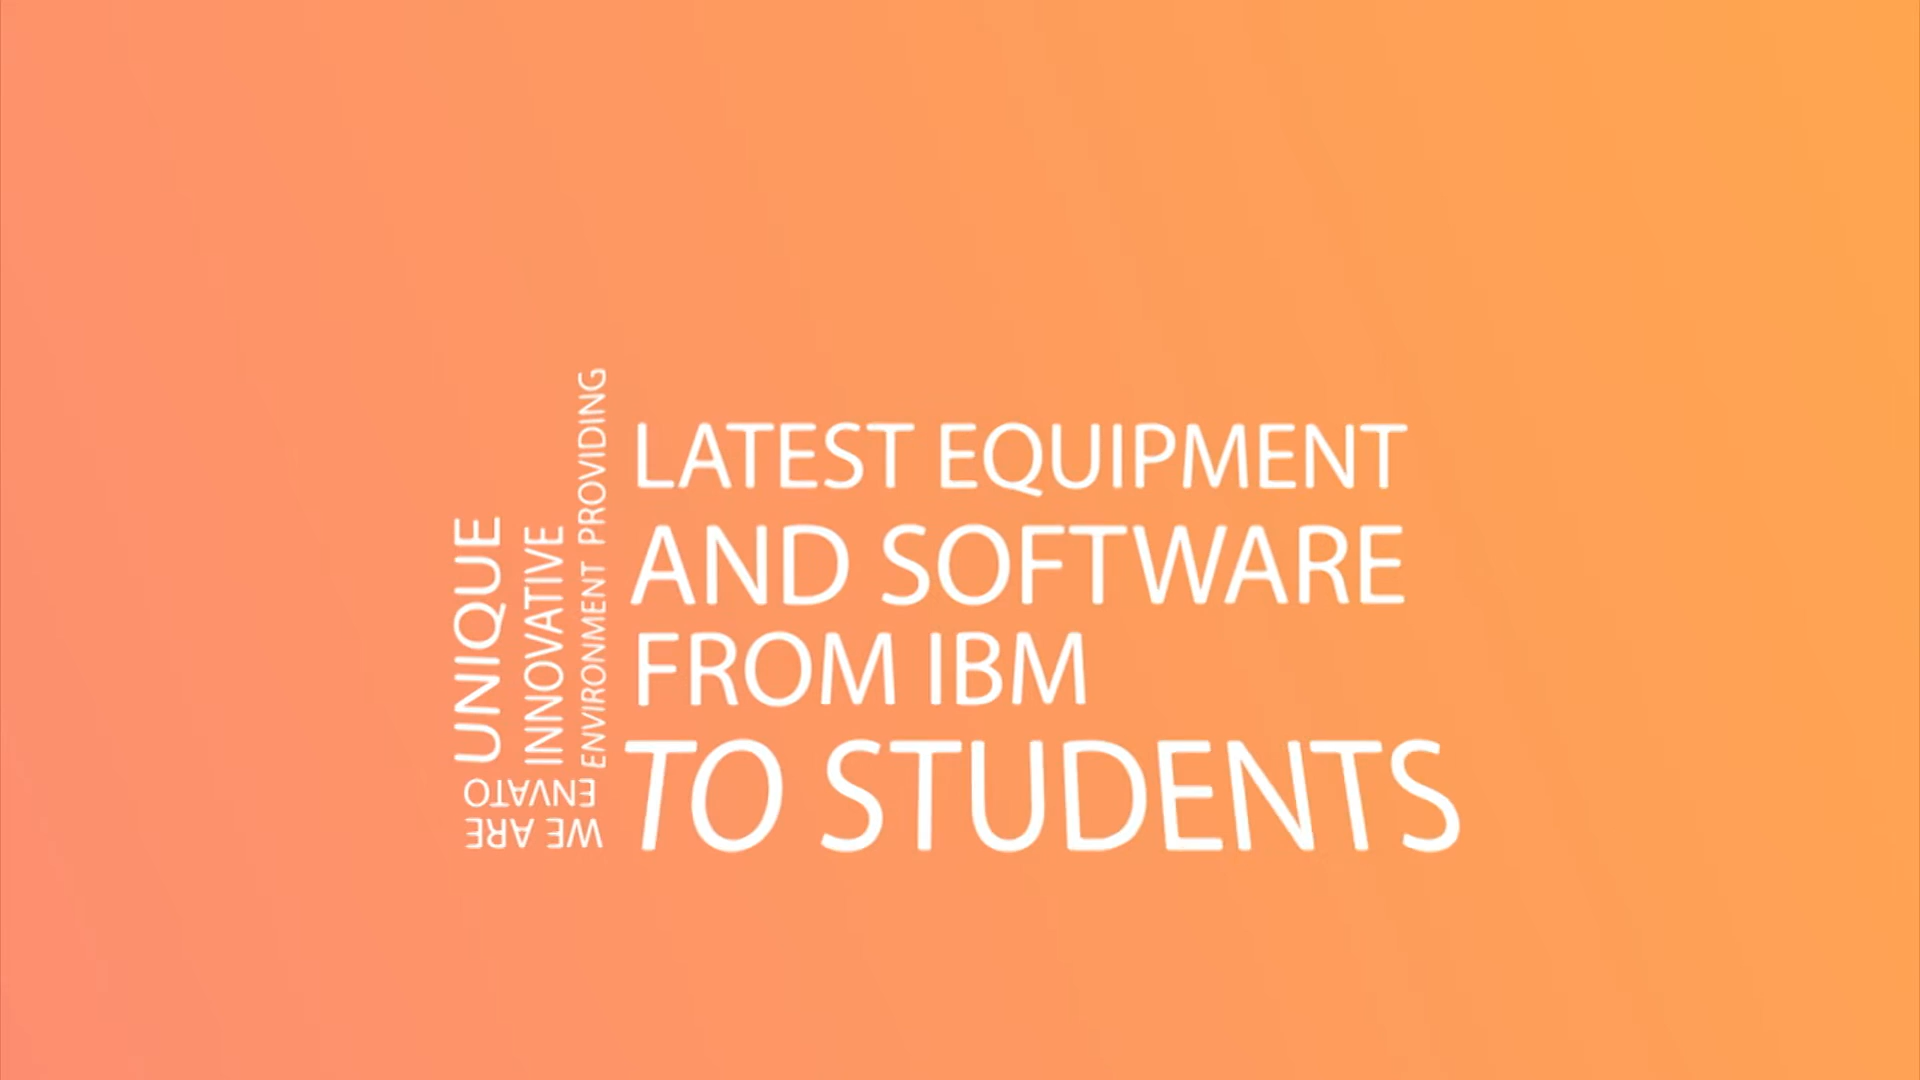 WE ARE
ENVATO
UNIQUE
INNOVATIVE
ENVIRONMENT PROVIDING
LATEST EQUIPMENT
AND SOFTWARE
FROM IBM
TO STUDENTS